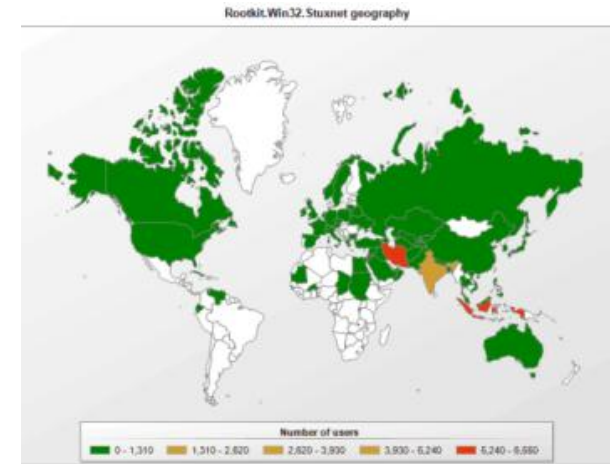 Rootkit.Win32.Stuxnet geography
Number of users
0 - 1,310 1,310 - 2,620 2,620 - 3,930 3,930 - 5,240 5,240 - 6,550